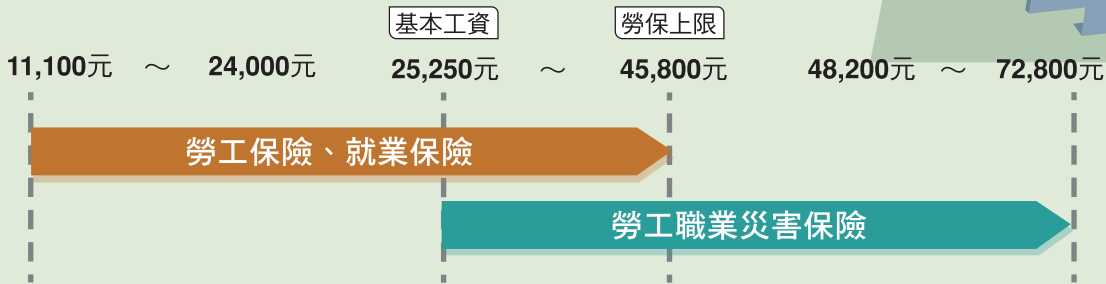 基本工資 勞保上限
11,100元 ～ 24,000元 25,250元 ～ 45,800元 48,200元 ～ 72,800元
勞工保險、就業保險
勞工職業災害保險